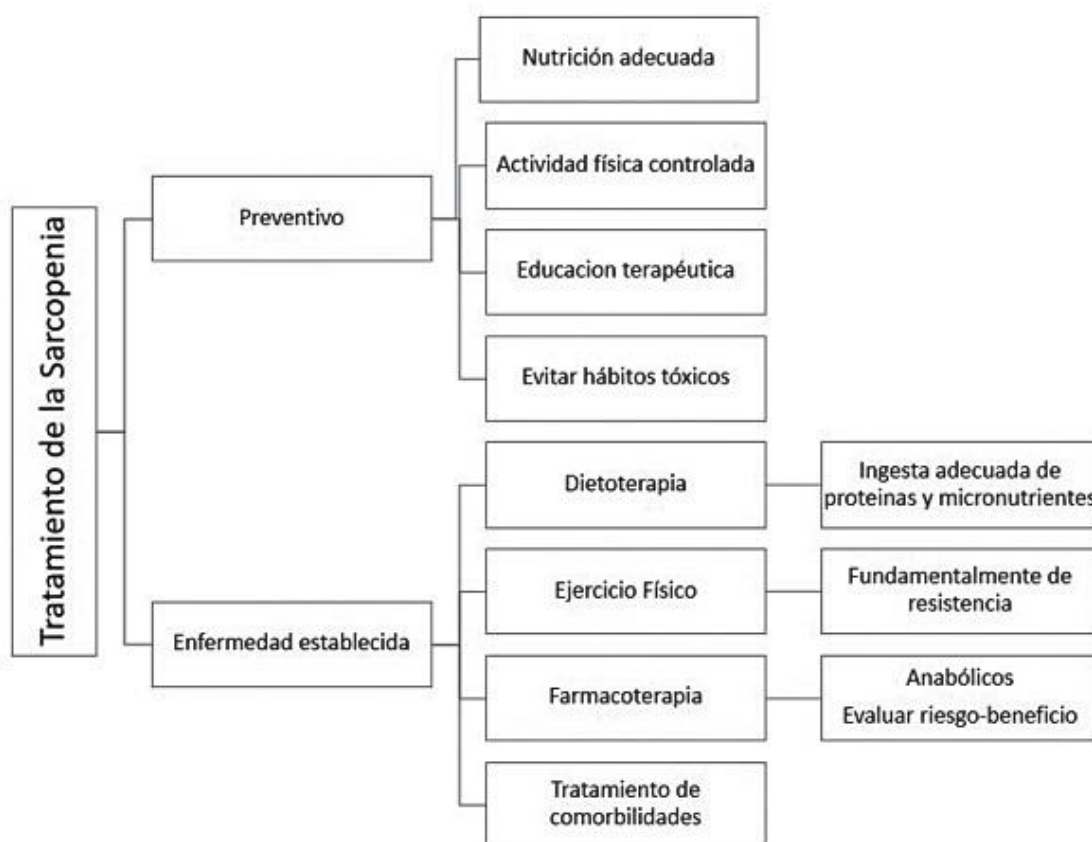 Tratamiento de la Sarcopenia
Preventivo
Nutrición adecuada
Actividad física controlada
Educacion terapéutica
Evitar hábitos tóxicos
Enfermedad establecida
Dietoterapia
Ingesta adecuada de
proteinas y micronutrientes
Ejercicio Físico
Fundamentalmente de
resistencia
Farmacoterapia
Anabólicos
Evaluar riesgo-beneficio
Tratamiento de
comorbilidades